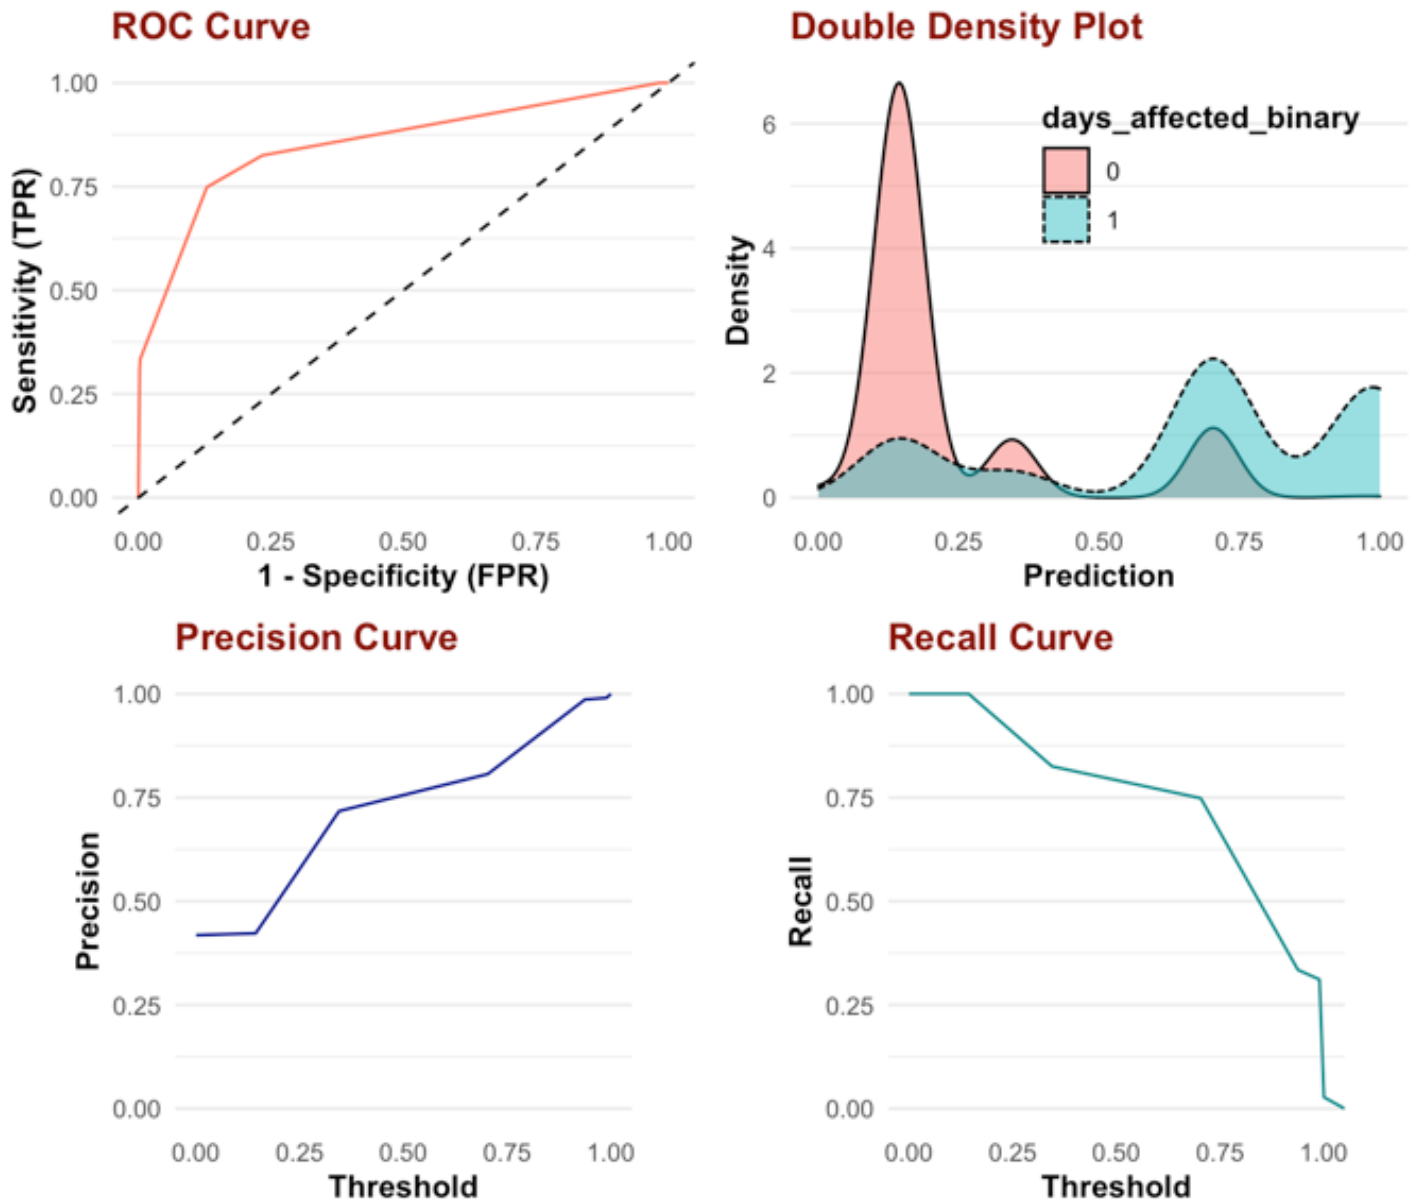 ROC Curve
Sensitivity (TPR)
1.00
0.75
0.50
0.25
0.00
0.00 0.25 0.50 0.75 1.00
1 - Specificity (FPR)
Double Density Plot
Density
6
4
2
0
days_affected_binary
0
1
0.00 0.25 0.50 0.75 1.00
Prediction
Precision Curve
Precision
1.00
0.75
0.50
0.25
0.00
0.00 0.25 0.50 0.75 1.00
Threshold
Recall Curve
Recall
1.00
0.75
0.50
0.25
0.00
0.00 0.25 0.50 0.75 1.00
Threshold